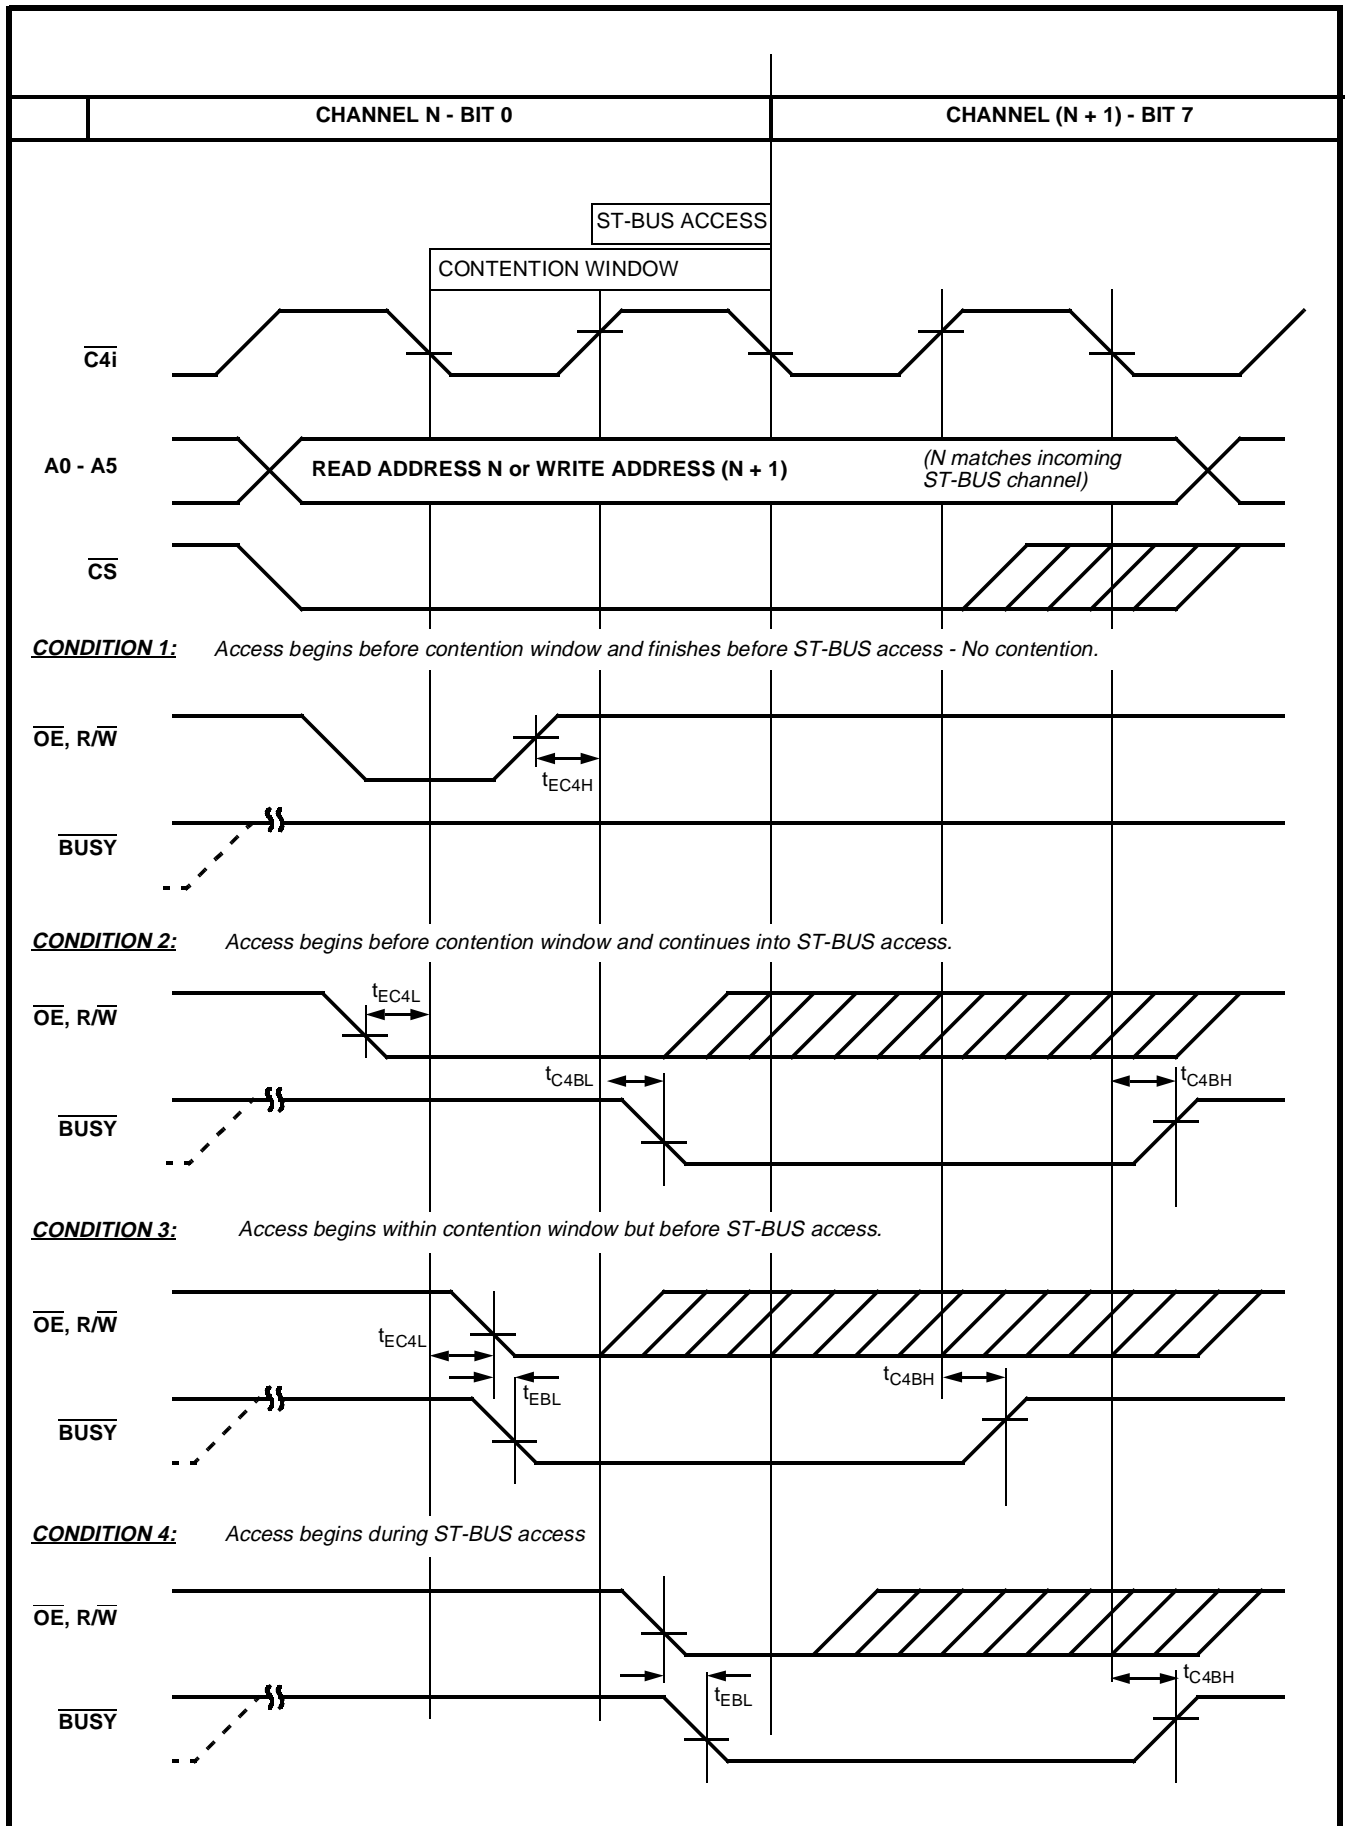 CHANNEL N - BIT 0
CHANNEL (N + 1) - BIT 7
ST-BUS ACCESS
CONTENTION WINDOW
C4i
A0 - A5
READ ADDRESS N or WRITE ADDRESS (N + 1)
(N matches incoming
ST-BUS channel)
CS
CONDITION 1: Access begins before contention window and finishes before ST-BUS access - No contention.
OE, R/W
tEC4H
BUSY
CONDITION 2: Access begins before contention window and continues into ST-BUS access.
tEC4L
OE, R/W
tC4BL
tC4BH
BUSY
CONDITION 3: Access begins within contention window but before ST-BUS access.
OE, R/W
tEC4L
tC4BH
tEBL
BUSY
CONDITION 4: Access begins during ST-BUS access
OE, R/W
tC4BH
tEBL
BUSY